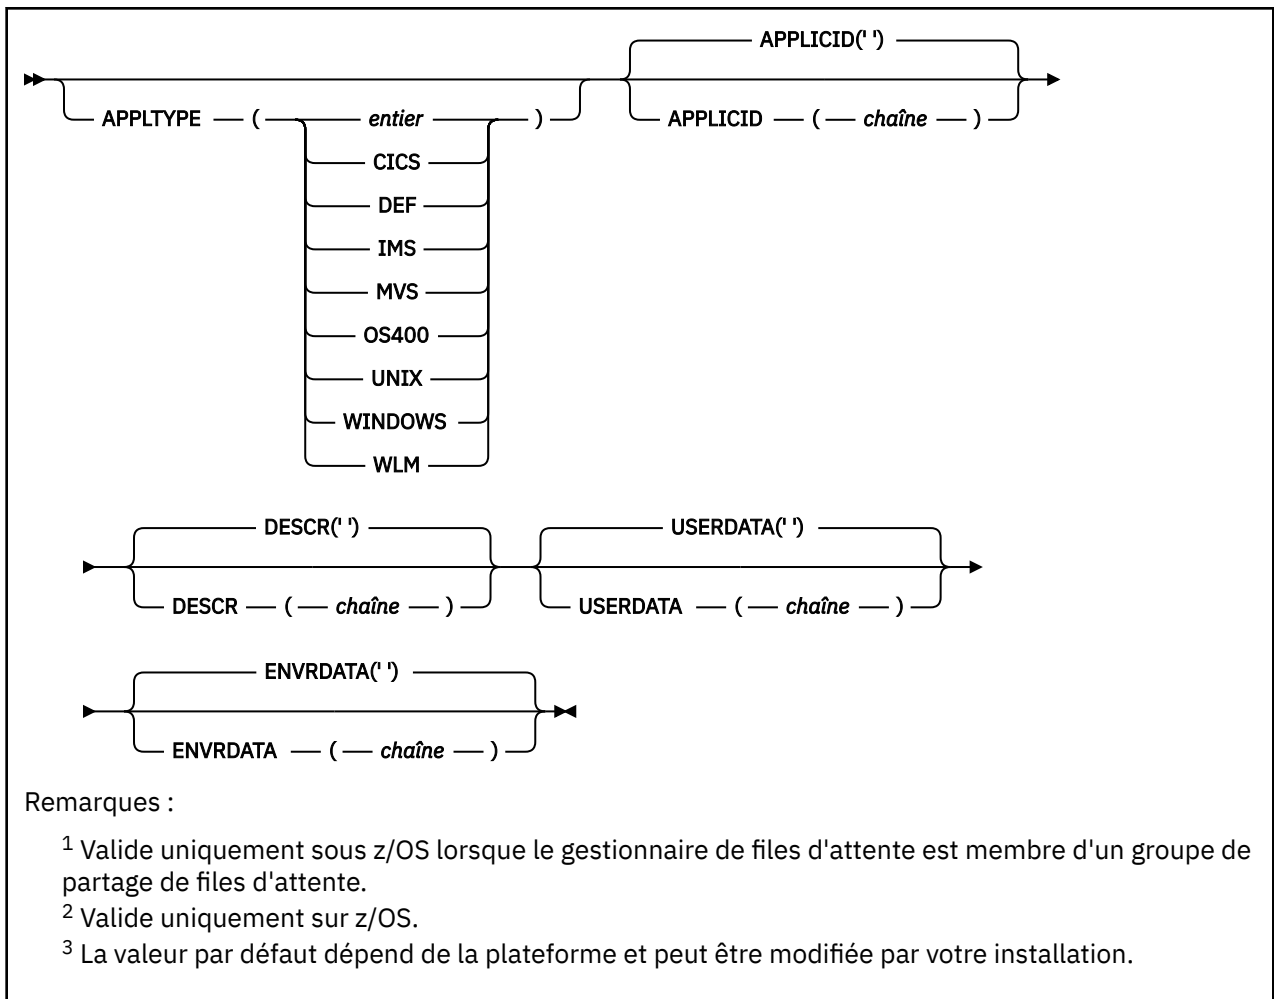 APPLICID(' ')
APPLTYPE ( entier ) APPLICID ( chaîne )
CICS
DEF
IMS
MVS
OS400
UNIX
WINDOWS
WLM
DESCR(' ') USERDATA(' ')
DESCR ( chaîne ) USERDATA ( chaîne )
ENVRDATA(' ')
ENVRDATA ( chaîne )
Remarques :
1 Valide uniquement sous z/OS lorsque le gestionnaire de files d'attente est membre d'un groupe de
partage de files d'attente.
2 Valide uniquement sur z/OS.
3 La valeur par défaut dépend de la plateforme et peut être modifiée par votre installation.